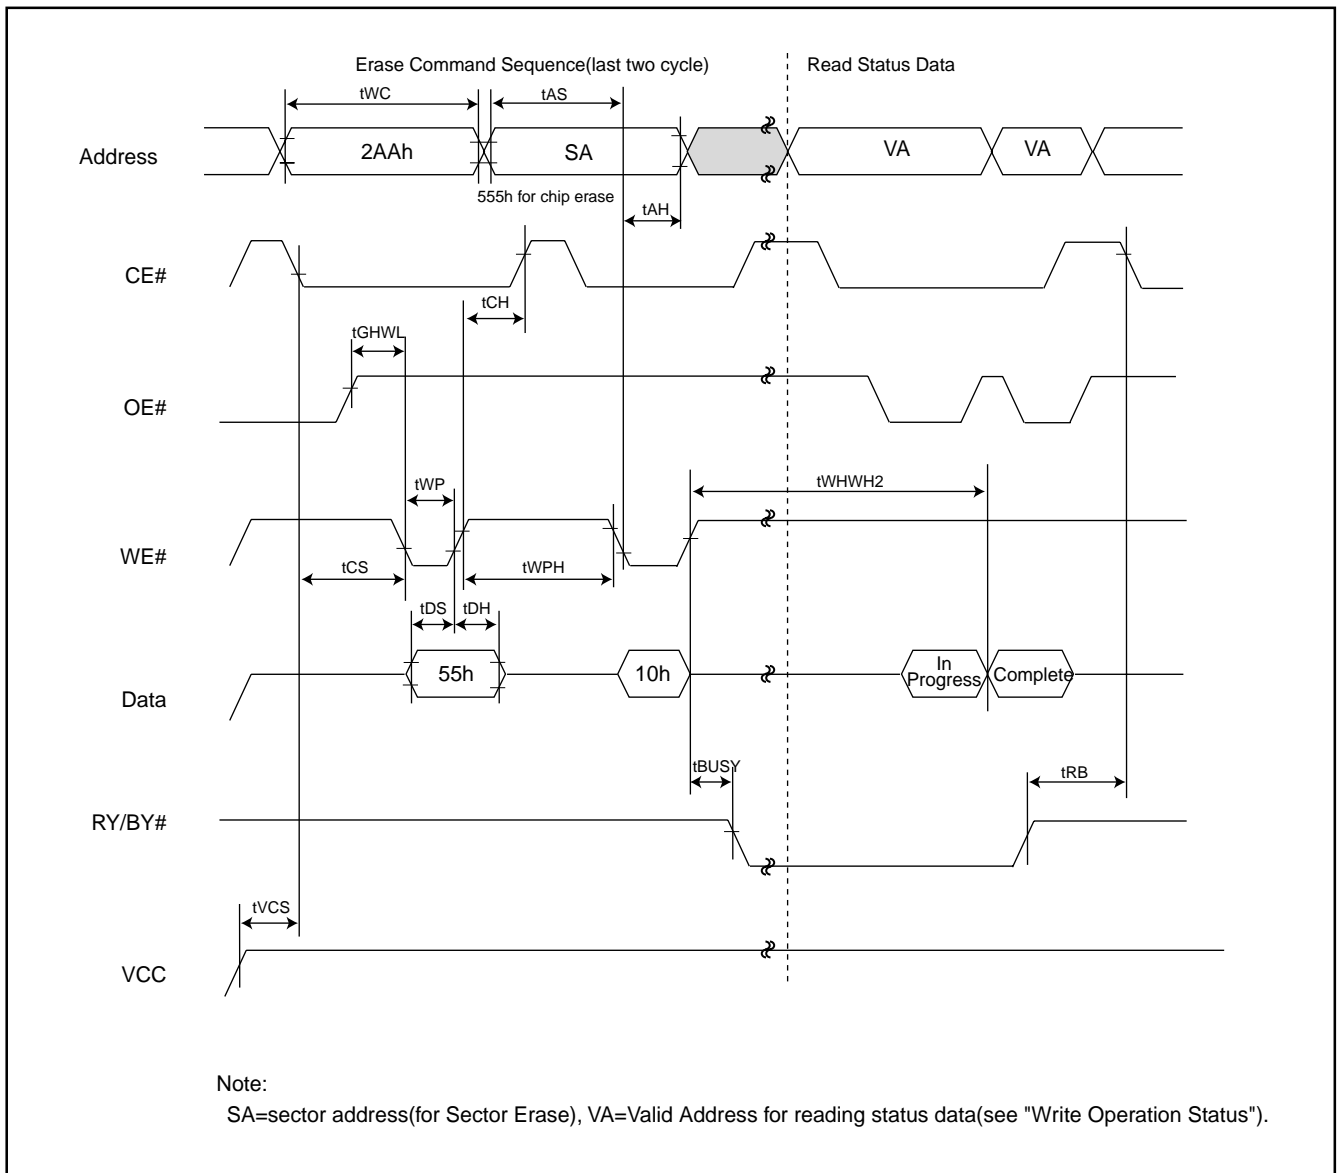 Erase Command Sequence(last two cycle)
Read Status Data
tWC
tAS
Address
2AAh
SA
VA
VA
555h for chip erase
tAH
CE#
tCH
tGHWL
OE#
tWP
tWHWH2
WE#
tCS
tWPH
tDS
tDH
55h
10h
In
Progress
Complete
Data
tBUSY
tRB
RY/BY#
tVCS
VCC
Note:
SA=sector address(for Sector Erase), VA=Valid Address for reading status data(see "Write Operation Status").